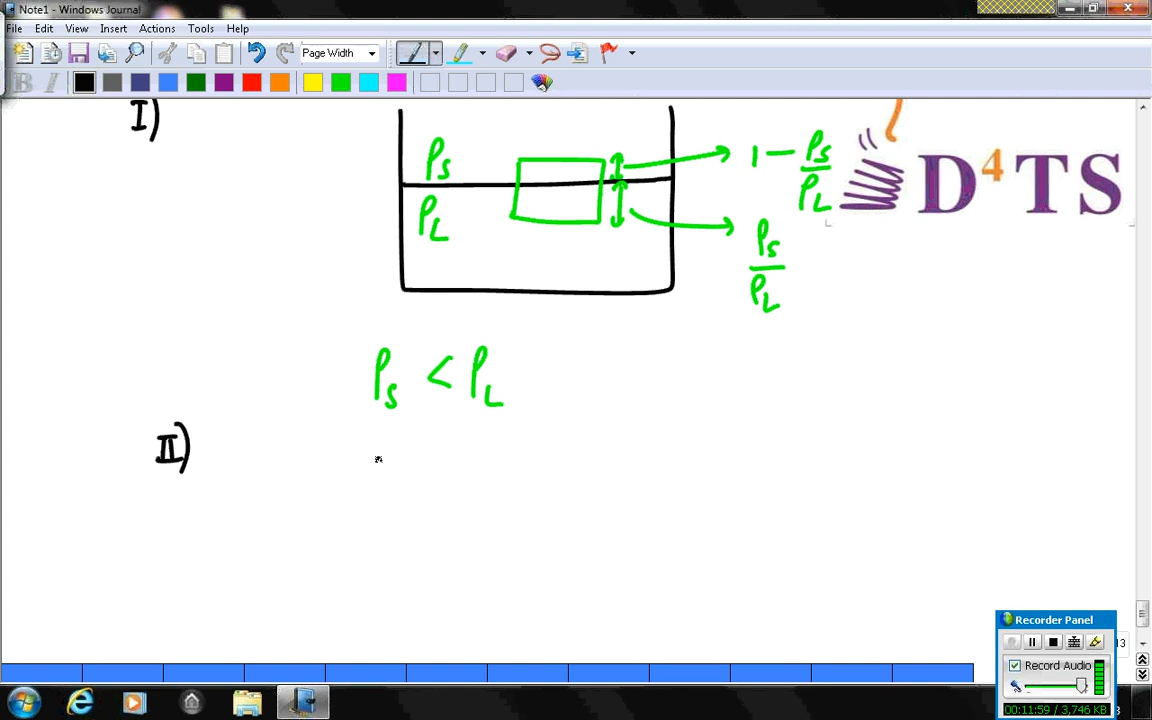 Note1 - Windows Journal
File Edit View Insert Actions Tools Help
Page Width
B I
I)
ρS
ρL
1 - ρS/ρL
ρS/ρL
D4TS
ρS < ρL
II)
Recorder Panel
13
Record Audio
00:11:59 / 3,746 KB